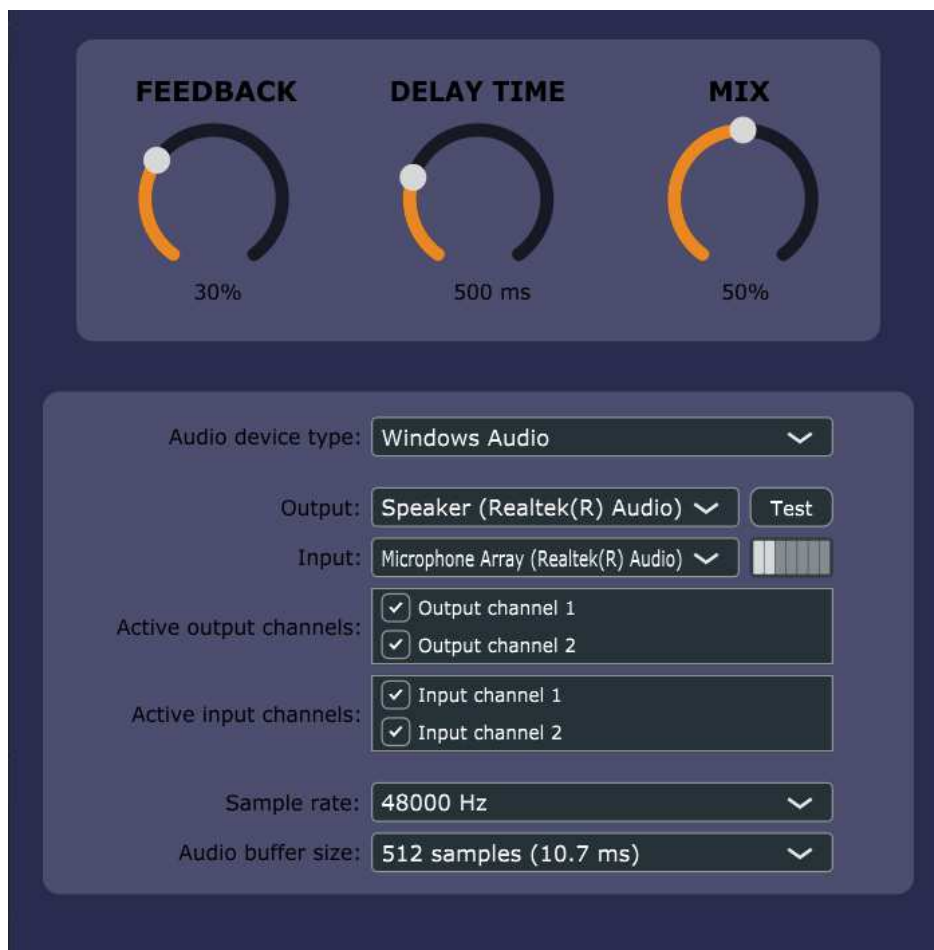 FEEDBACK DELAY TIME MIX
30% 500 ms 50%
Audio device type: Windows Audio
Output: Speaker (Realtek(R) Audio) Test
Input: Microphone Array (Realtek(R) Audio)
Active output channels:
Output channel 1
Output channel 2
Active input channels:
Input channel 1
Input channel 2
Sample rate: 48000 Hz
Audio buffer size: 512 samples (10.7 ms)